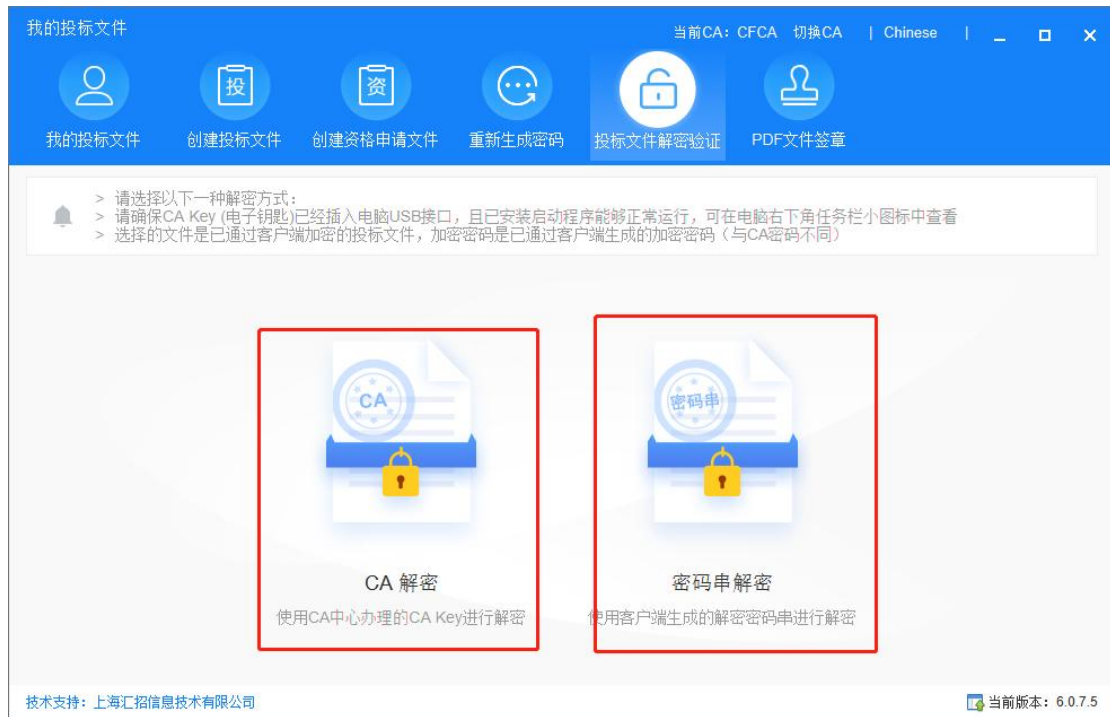 我的投标文件
当前CA：CFCA 切换CA | Chinese |
投
资
我的投标文件 创建投标文件 创建资格申请文件 重新生成密码 投标文件解密验证 PDF文件签章
> 请选择以下一种解密方式：
> 请确保CA Key (电子钥匙)已经插入电脑USB接口，且已安装启动程序能够正常运行，可在电脑右下角任务栏小图标中查看
> 选择的文件是已通过客户端加密的投标文件，加密密码是已通过客户端生成的加密密码（与CA密码不同）
CA
密码串
CA 解密
密码串解密
使用CA中心办理的CA Key进行解密
使用客户端生成的解密密码串进行解密
技术支持：上海汇招信息技术有限公司
当前版本：6.0.7.5